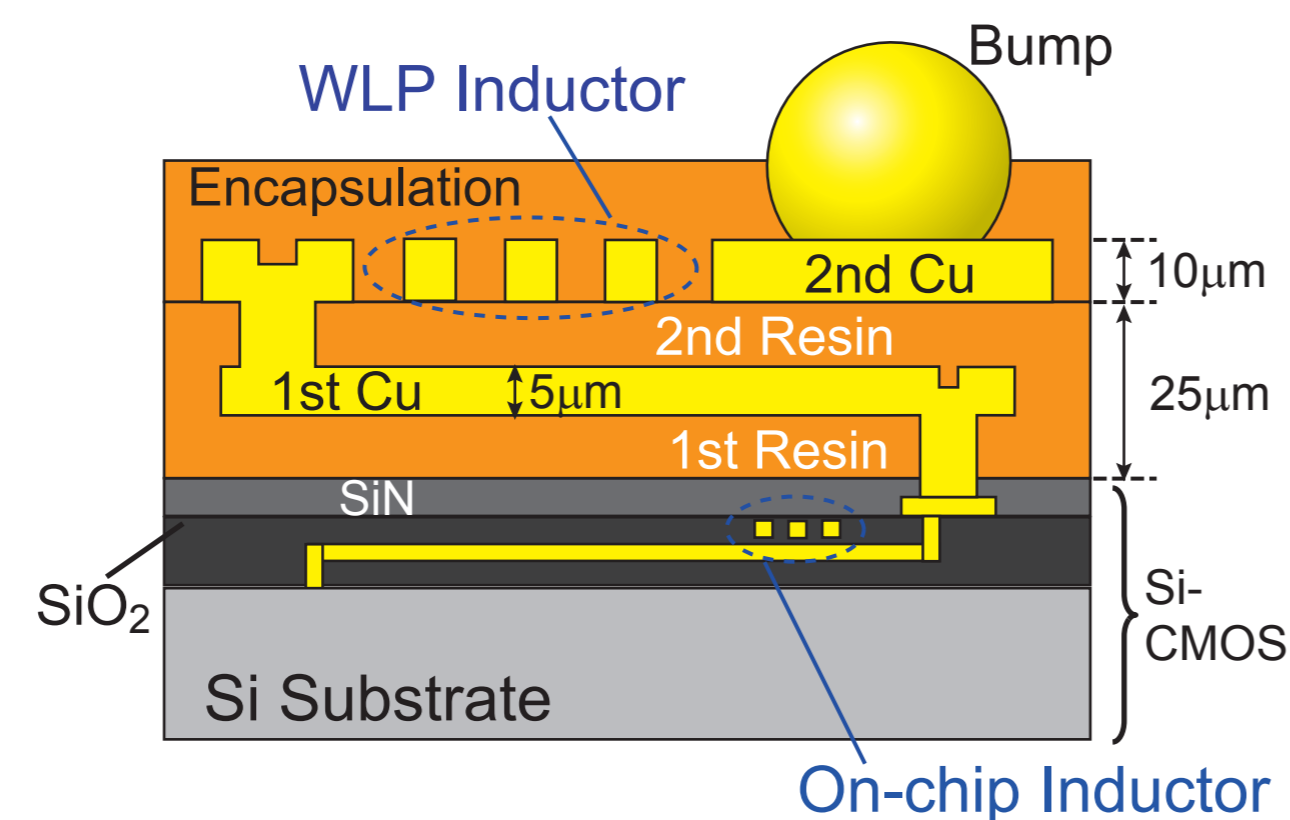 Bump
WLP Inductor
Encapsulation
2nd Cu
10μm
2nd Resin
1st Cu
5μm
25μm
1st Resin
SiN
SiO₂
Si-
CMOS
Si Substrate
On-chip Inductor